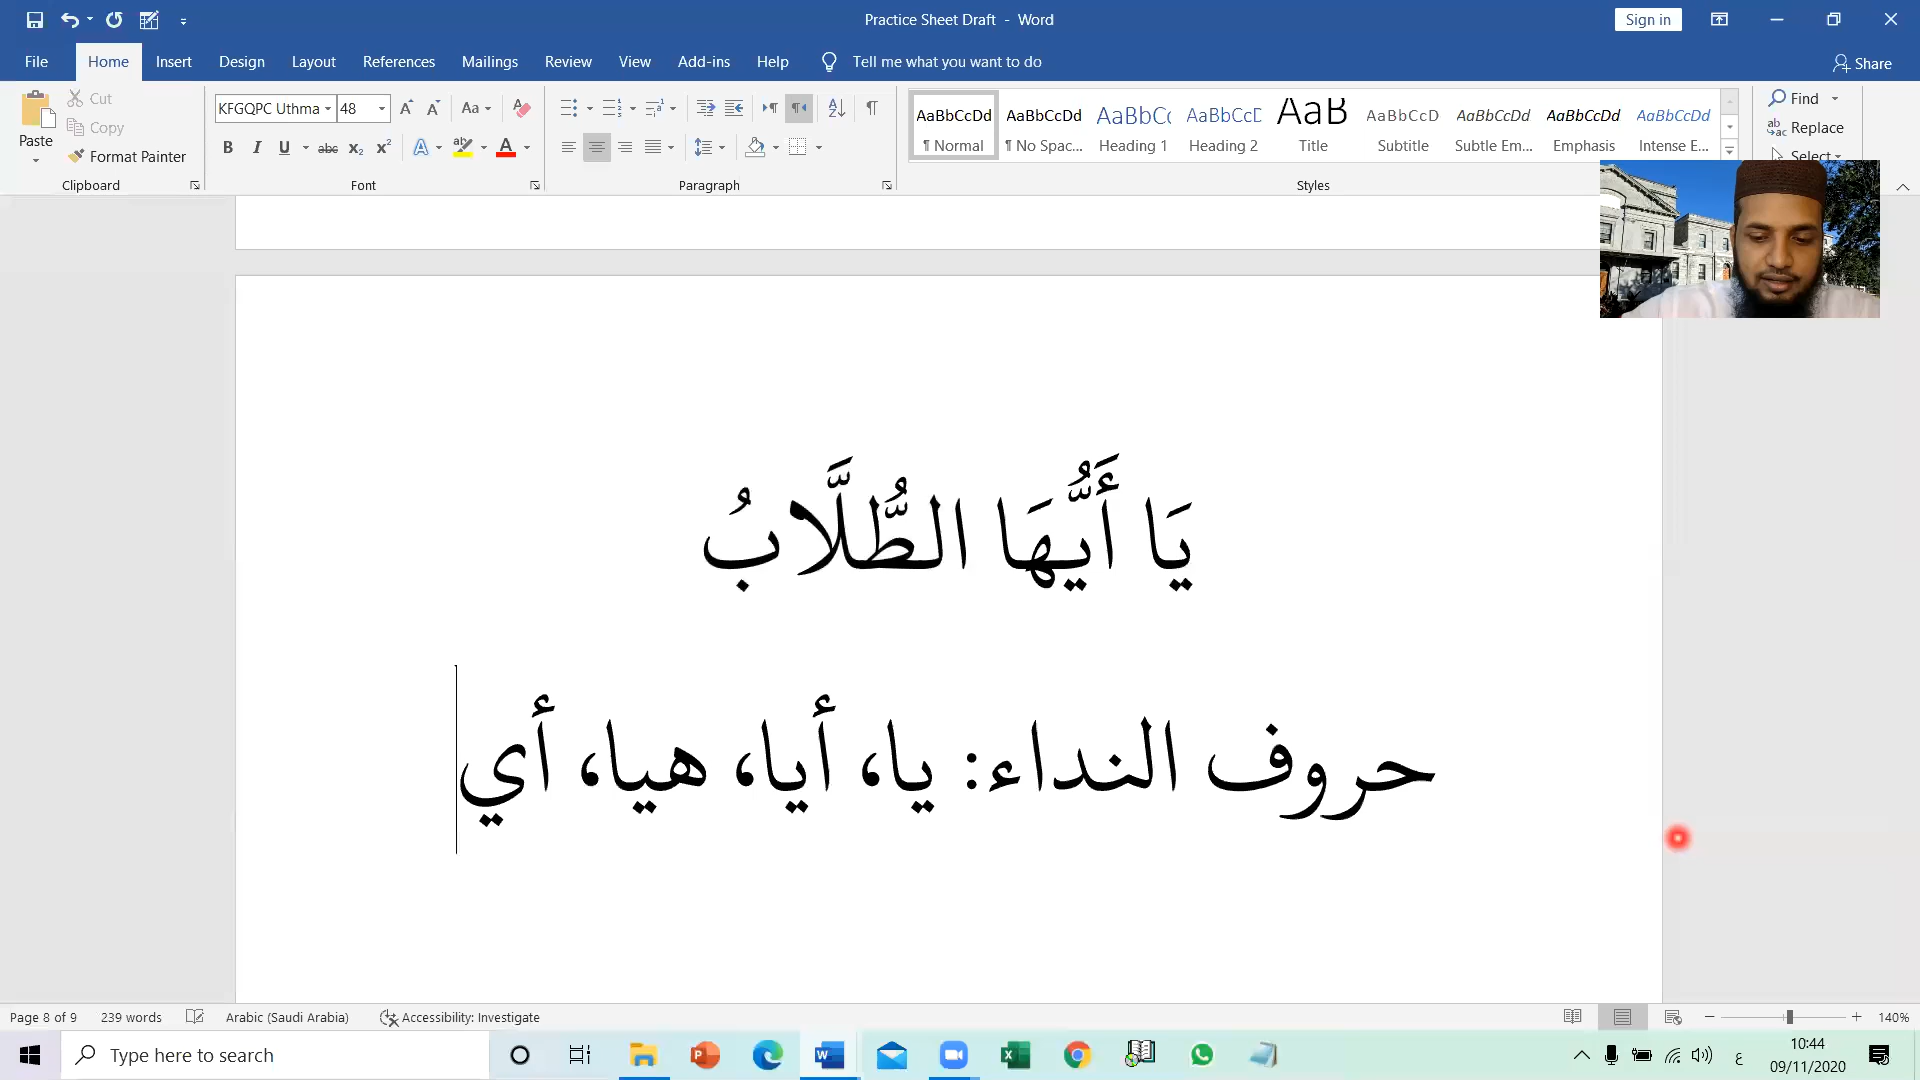 Practice Sheet Draft - Word
Sign in
File Home Insert Design Layout References Mailings Review View Add-ins Help Tell me what you want to do Share
Paste Cut Copy Format Painter
Clipboard
KFGQPC Uthma 48
Font
Paragraph
AaBbCcDd AaBbCcDd AaBbCc AaBbCcD AaB AaBbCcD AaBbCcDd AaBbCcDd AaBbCcDd
¶ Normal ¶ No Spac... Heading 1 Heading 2 Title Subtitle Subtle Em... Emphasis Intense E...
Styles
Find
Replace
Select
يَا أَيُّهَا الطُّلَّابُ
حروف النداء: يا، أيا، هيا، أي
Page 8 of 9 239 words Arabic (Saudi Arabia) Accessibility: Investigate 140%
Type here to search
ع 10:44
09/11/2020